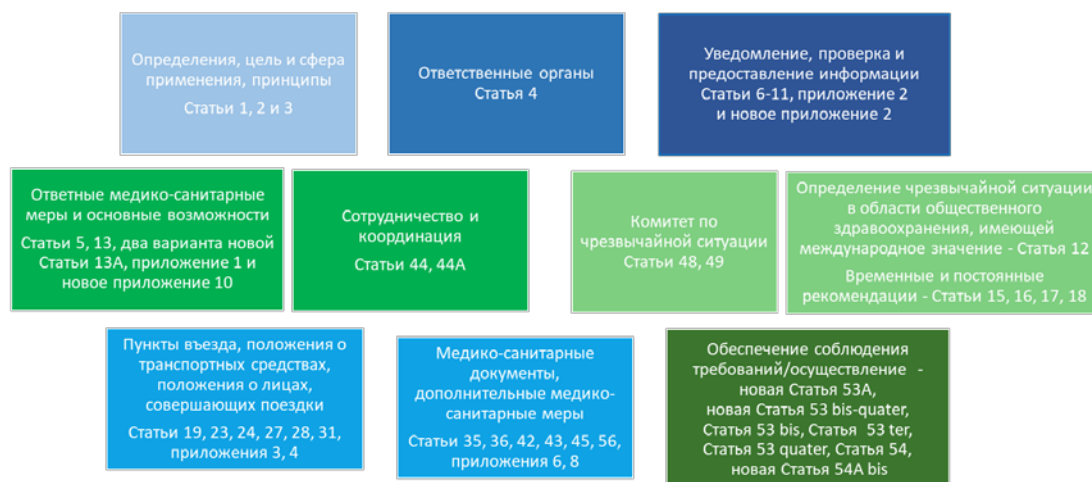 Определения, цель и сфера
применения, принципы
Статьи 1, 2 и 3
Ответственные органы
Статья 4
Уведомление, проверка и
предоставление информации
Статьи 6-11, приложение 2
и новое приложение 2
Ответные медико-санитарные
меры и основные возможности
Статьи 5, 13, два варианта новой
Статьи 13А, приложение 1 и
новое приложение 10
Сотрудничество и
координация
Статьи 44, 44А
Комитет по
чрезвычайной ситуации
Статьи 48, 49
Определение чрезвычайной ситуации
в области общественного
здравоохранения, имеющей
международное значение - Статья 12
Временные и постоянные
рекомендации - Статьи 15, 16, 17, 18
Пункты въезда, положения о
транспортных средствах,
положения о лицах,
совершающих поездки
Статьи 19, 23, 24, 27, 28, 31,
приложения 3, 4
Медико-санитарные
документы,
дополнительные медико-
санитарные меры
Статьи 35, 36, 42, 43, 45, 56,
приложения 6, 8
Обеспечение соблюдения
требований/осуществление -
новая Статья 53А,
новая Статья 53 bis-quater,
Статья 53 bis, Статья 53 ter,
Статья 53 quater, Статья 54,
новая Статья 54А bis